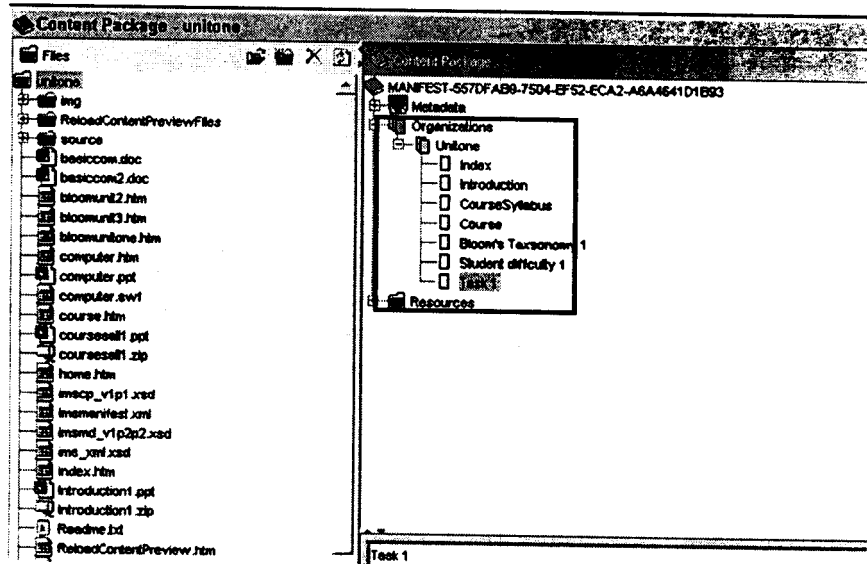 Content Package - unitone
Files
unitone
img
ReloadContentPreviewFiles
source
basiccom.doc
basiccom2.doc
bloomunit2.htm
bloomunit3.htm
bloomunitone.htm
computer.htm
computer.ppt
computer.swf
course.htm
courseself1.ppt
courseself1.zip
home.htm
imscp_v1p1.xsd
imsmanifest.xml
imsmd_v1p2p2.xsd
ims_xml.xsd
index.htm
Introduction1.ppt
Introduction1.zip
Readme.txt
ReloadContentPreview.htm
Content Package
MANIFEST-557DFAB9-7504-EF52-ECA2-A6A4641D1B93
Metadata
Organizations
Unitone
Index
Introduction
CourseSyllabus
Course
Bloom's Taxsonomy 1
Student difficulty 1
Task 1
Resources
Task 1